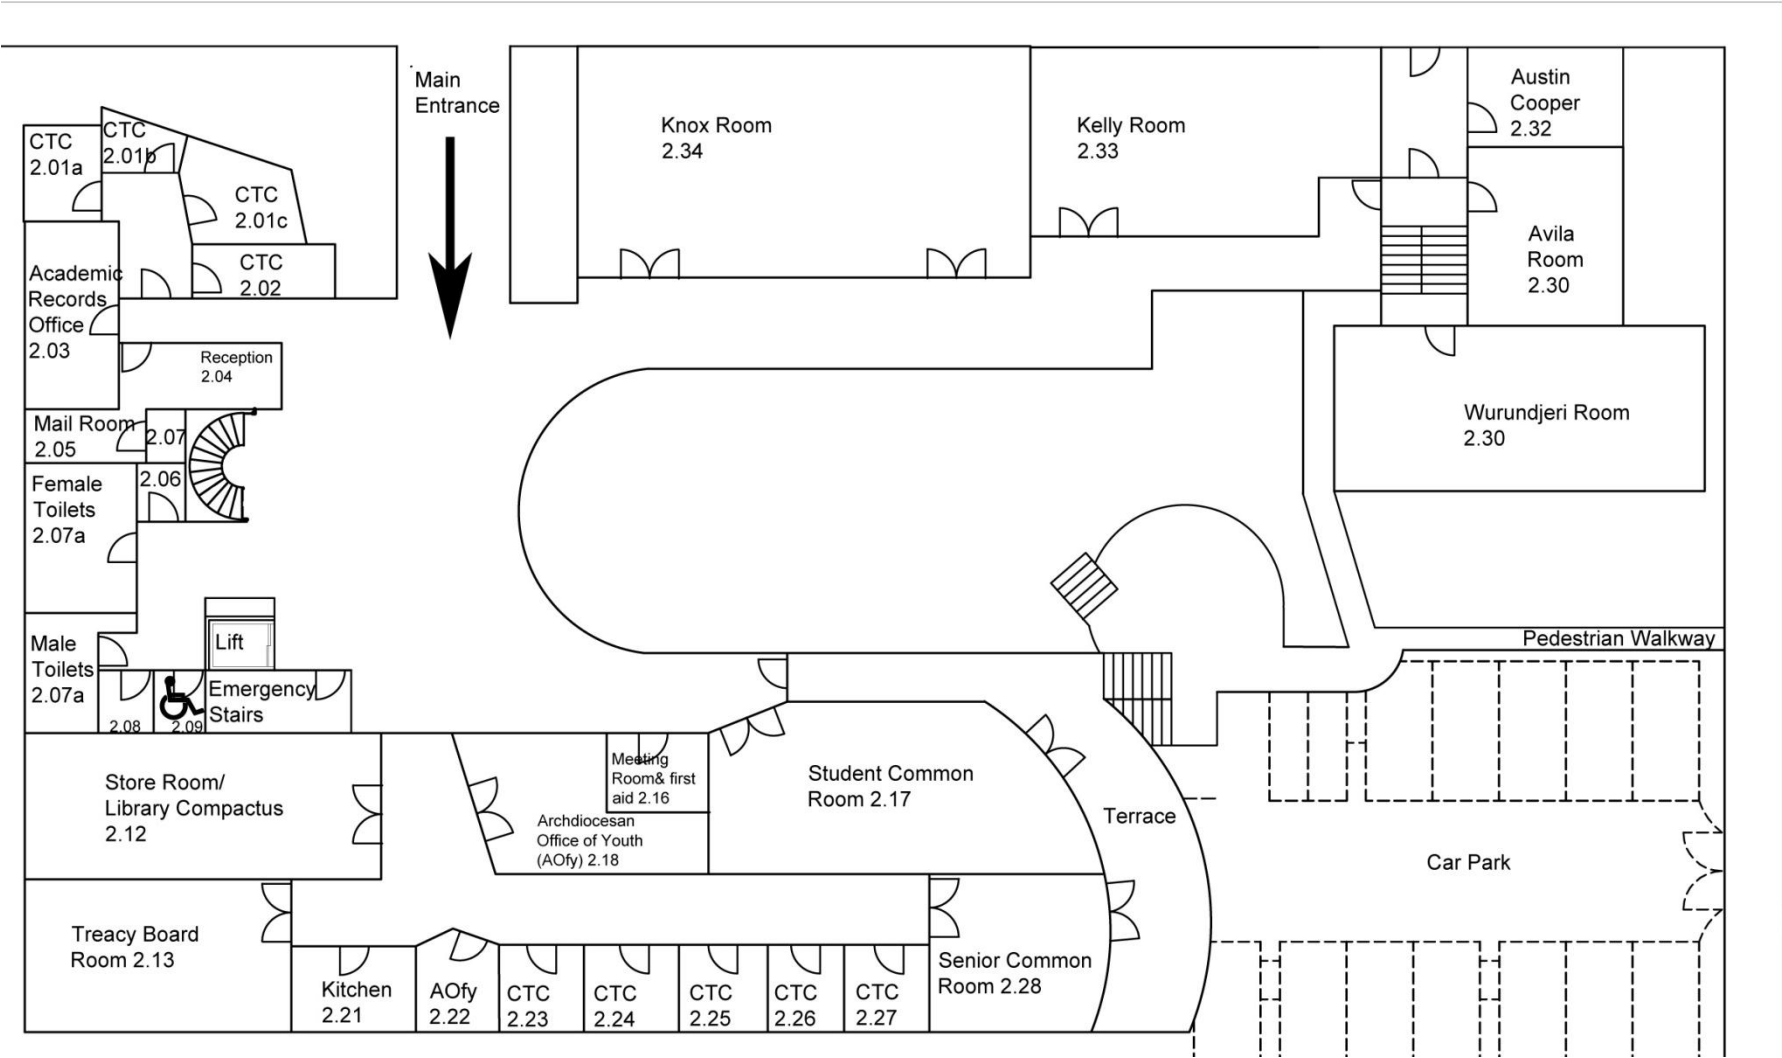 Main
Entrance
CTC
2.01a
CTC
2.01b
CTC
2.01c
CTC
2.02
Academic
Records
Office
2.03
Reception
2.04
Mail Room
2.05
2.07
2.06
Female
Toilets
2.07a
Male
Toilets
2.07a
2.08
2.09
Lift
Emergency
Stairs
Knox Room
2.34
Kelly Room
2.33
Austin
Cooper
2.32
Avila
Room
2.30
Wurundjeri Room
2.30
Pedestrian Walkway
Store Room/
Library Compactus
2.12
Meeting
Room& first
aid 2.16
Archdiocesan
Office of Youth
(AOfy) 2.18
Student Common
Room 2.17
Terrace
Car Park
Treacy Board
Room 2.13
Kitchen
2.21
AOfy
2.22
CTC
2.23
CTC
2.24
CTC
2.25
CTC
2.26
CTC
2.27
Senior Common
Room 2.28